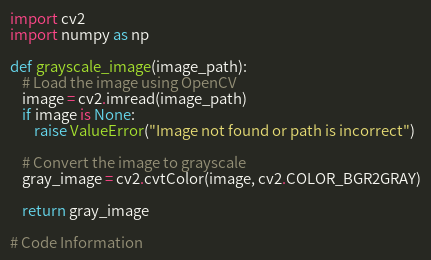 import cv2
import numpy as np
def grayscale_image(image_path):
# Load the image using OpenCV
image = cv2.imread(image_path)
if image is None:
raise ValueError("Image not found or path is incorrect")
# Convert the image to grayscale
gray_image = cv2.cvtColor(image, cv2.COLOR_BGR2GRAY)
return gray_image
# Code Information